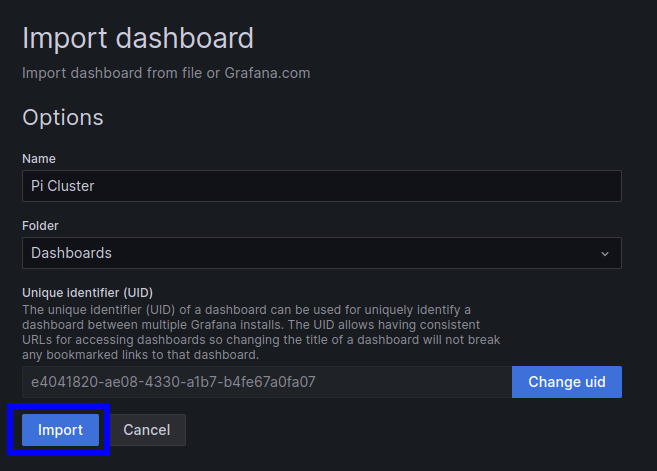 Import dashboard
Import dashboard from file or Grafana.com
Options
Name
Pi Cluster
Folder
Dashboards
Unique identifier (UID)
The unique identifier (UID) of a dashboard can be used for uniquely identify a
dashboard between multiple Grafana installs. The UID allows having consistent
URLs for accessing dashboards so changing the title of a dashboard will not break
any bookmarked links to that dashboard.
e4041820-ae08-4330-a1b7-b4fe67a0fa07
Change uid
Import
Cancel